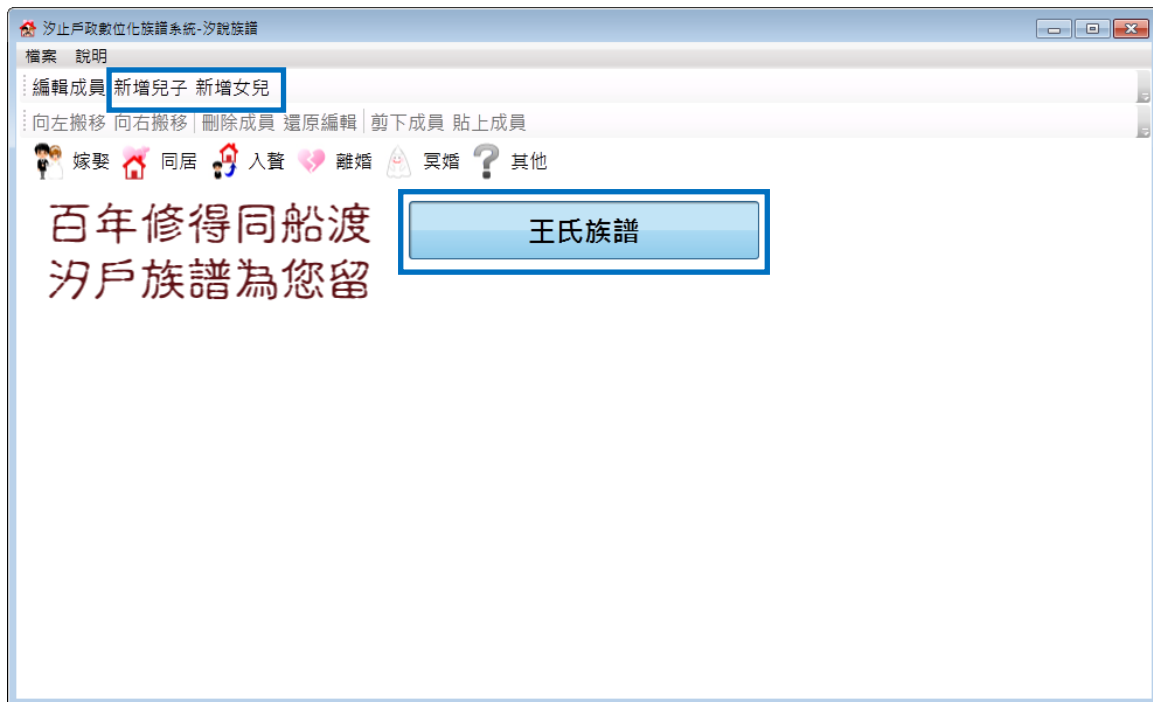 汐止戶政數位化族譜系統-汐說族譜
檔案 說明
編輯成員 新增兒子 新增女兒
向左搬移 向右搬移 刪除成員 還原編輯 剪下成員 貼上成員
嫁娶 同居 入贅 離婚 冥婚 其他
百年修得同船渡
汐戶族譜為您留
王氏族譜